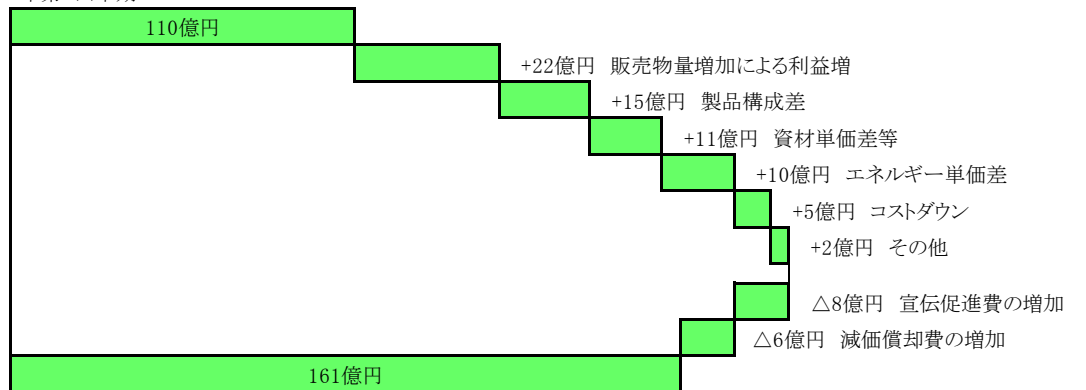 110億円
+22億円 販売物量増加による利益増
+15億円 製品構成差
+11億円 資材単価差等
+10億円 エネルギー単価差
+5億円 コストダウン
+2億円 その他
△8億円 宣伝促進費の増加
△6億円 減価償却費の増加
161億円